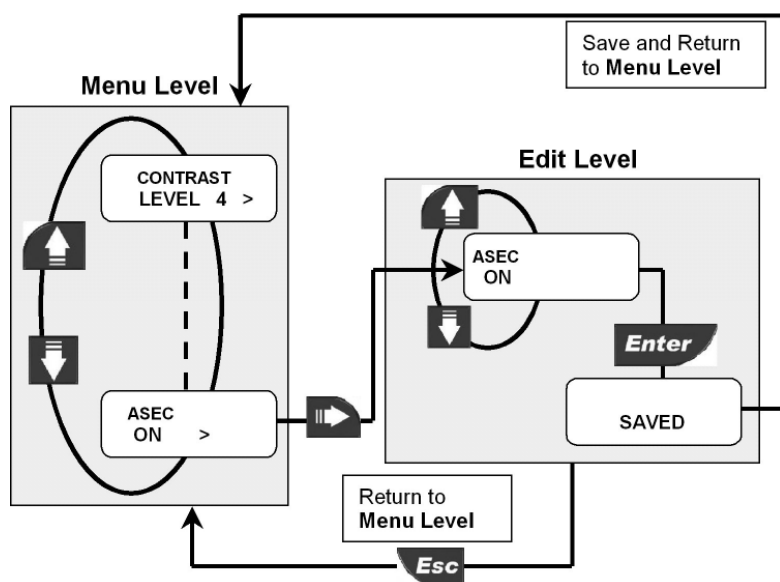 Save and Return
to Menu Level
Menu Level
CONTRAST
LEVEL 4 >
Edit Level
ASEC
ON
Enter
ASEC
ON >
SAVED
Return to
Menu Level
Esc